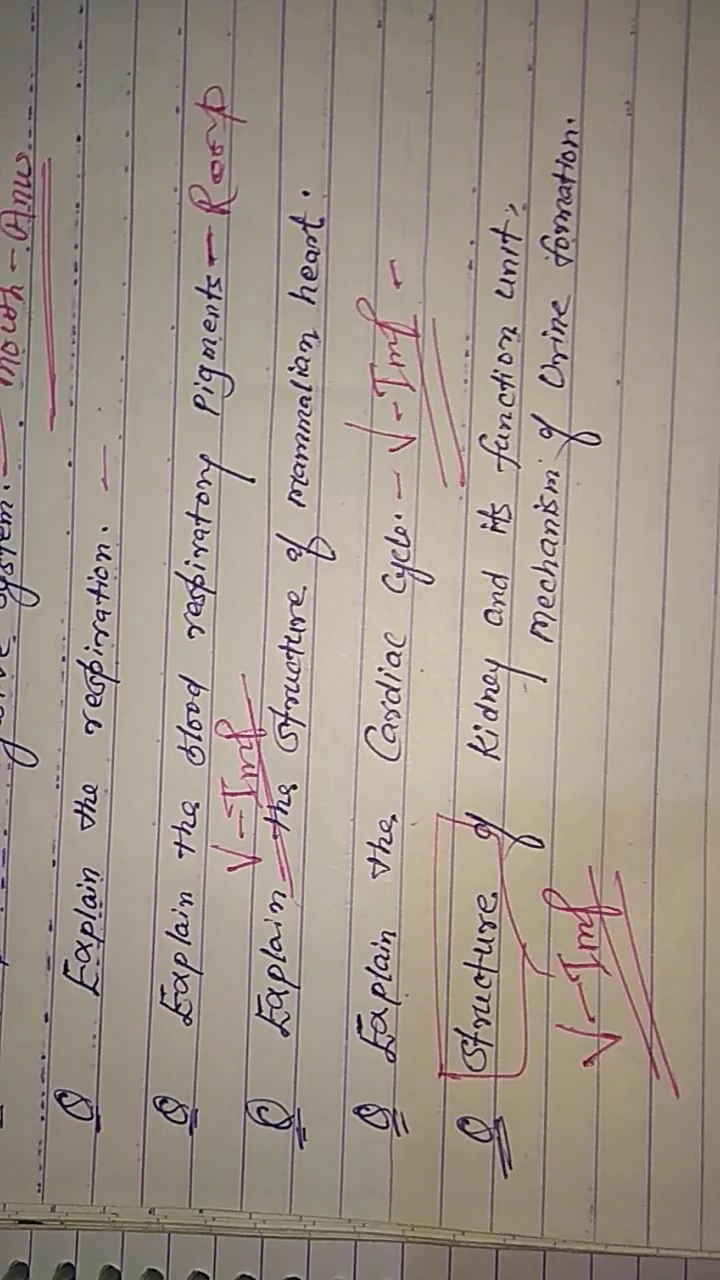 system. — mouth - Anus
Q Explain the respiration. —
Q Explain the blood respiratory Pigments —
V-Imp
Q Explain the Structure of mammalian heart.
Q Explain the Cardiac Cycle. - V-Imp -
Q Structure of Kidney and its function unit,
mechanism of Urine formation.
V-Imp